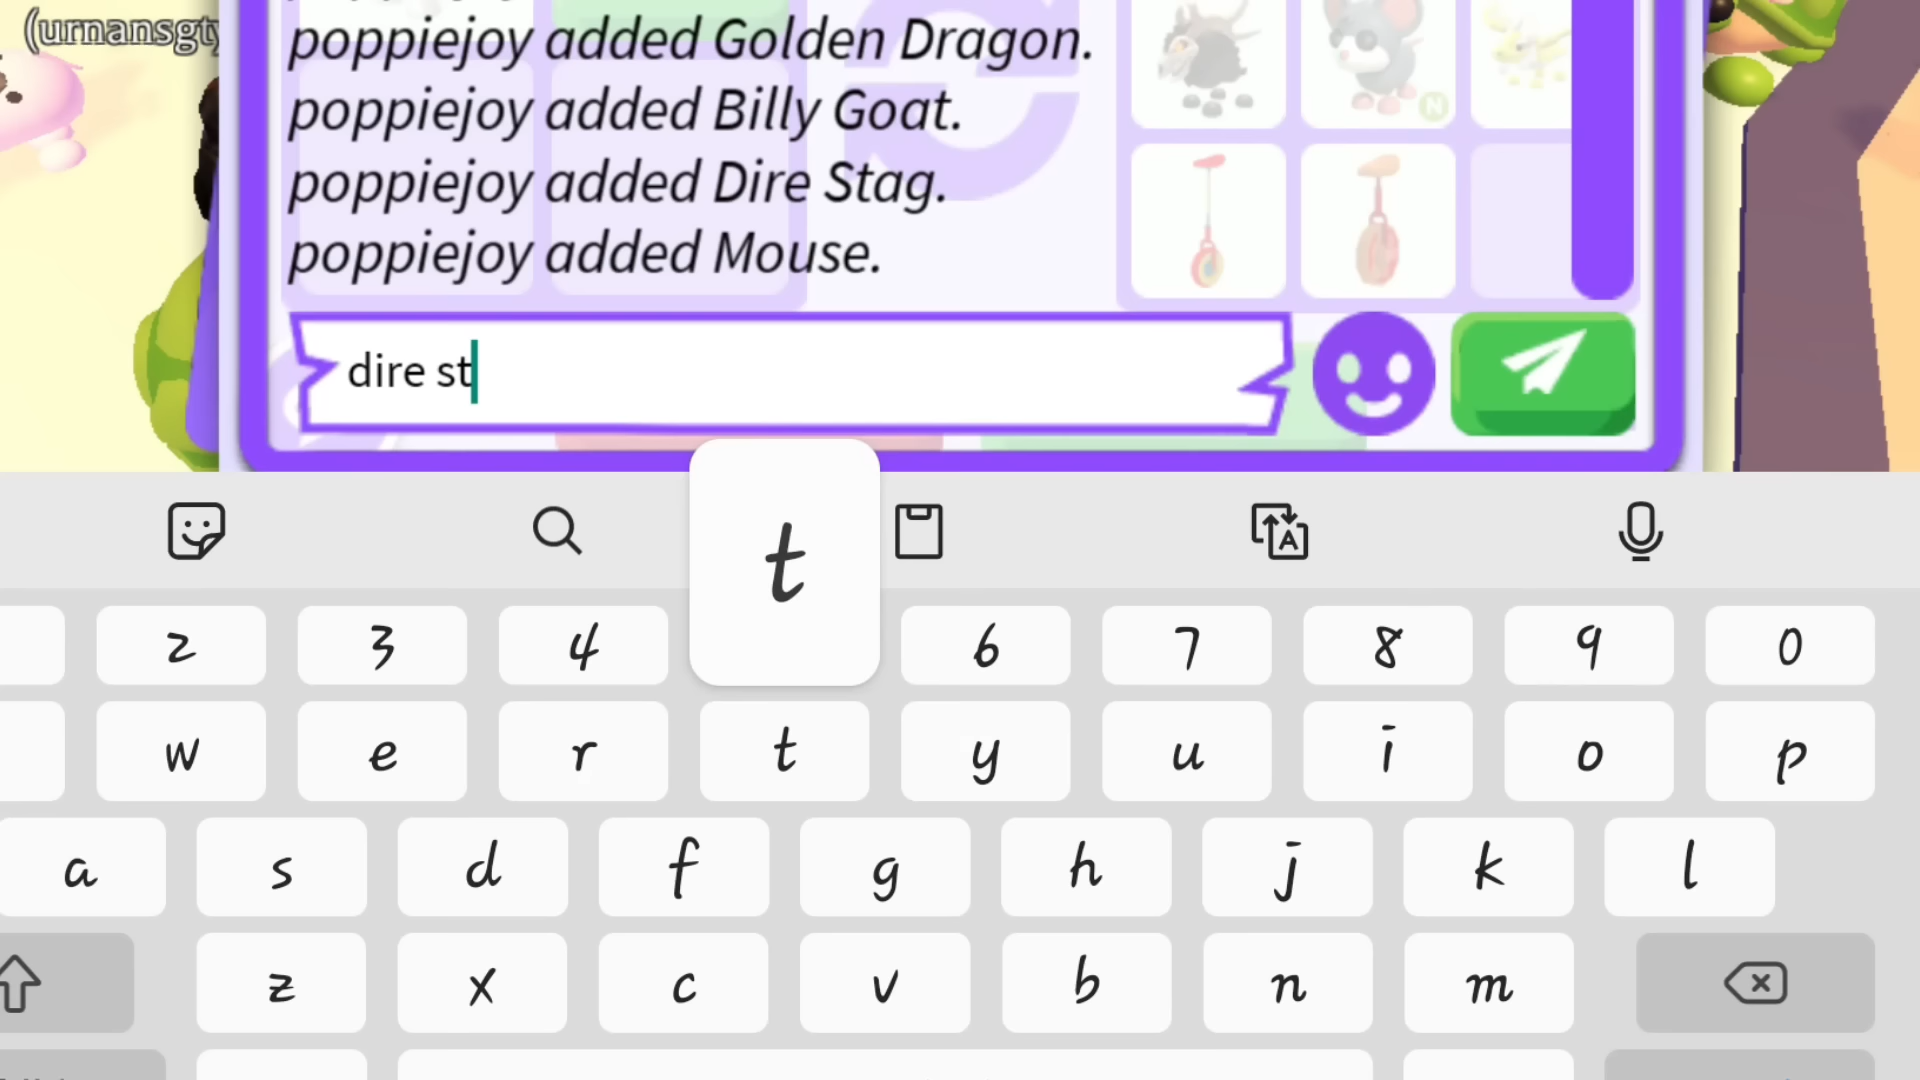 (urnansgty
poppiejoy added Golden Dragon.
poppiejoy added Billy Goat.
poppiejoy added Dire Stag.
poppiejoy added Mouse.
N
dire st
t
A
2 3 4 6 7 8 9 0
w e r t y u i o p
a s d f g h j k l
z x c v b n m